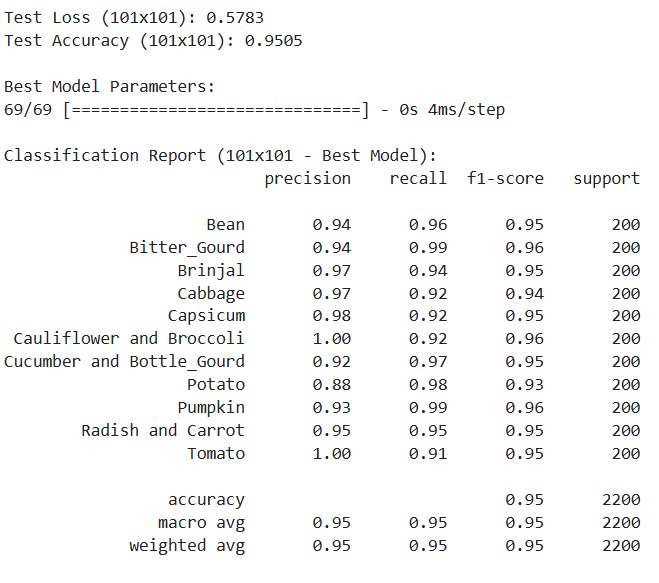 Test Loss (101x101): 0.5783
Test Accuracy (101x101): 0.9505
Best Model Parameters:
69/69 [==============================] - 0s 4ms/step
Classification Report (101x101 - Best Model):
precision recall f1-score support
Bean 0.94 0.96 0.95 200
Bitter_Gourd 0.94 0.99 0.96 200
Brinjal 0.97 0.94 0.95 200
Cabbage 0.97 0.92 0.94 200
Capsicum 0.98 0.92 0.95 200
Cauliflower and Broccoli 1.00 0.92 0.96 200
Cucumber and Bottle_Gourd 0.92 0.97 0.95 200
Potato 0.88 0.98 0.93 200
Pumpkin 0.93 0.99 0.96 200
Radish and Carrot 0.95 0.95 0.95 200
Tomato 1.00 0.91 0.95 200
accuracy 0.95 2200
macro avg 0.95 0.95 0.95 2200
weighted avg 0.95 0.95 0.95 2200